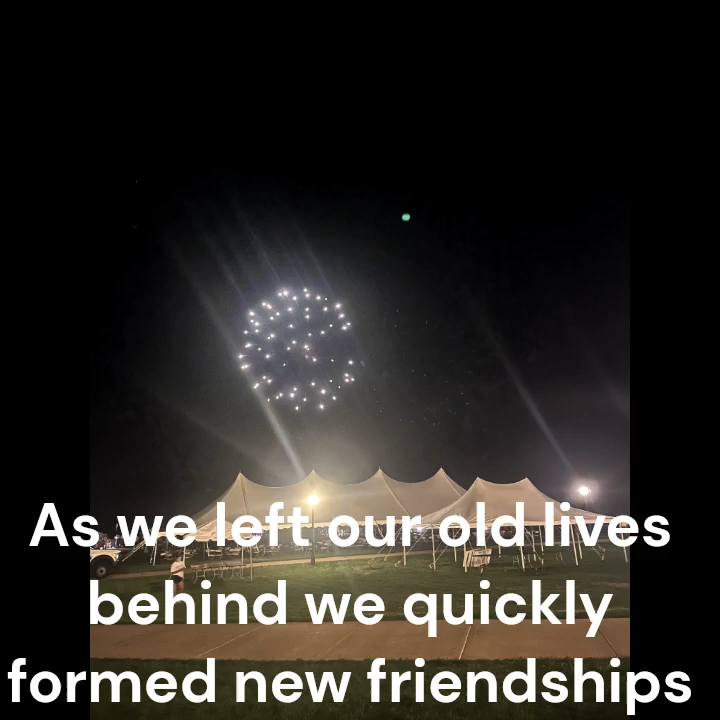 As we left our old lives
behind we quickly
formed new friendships